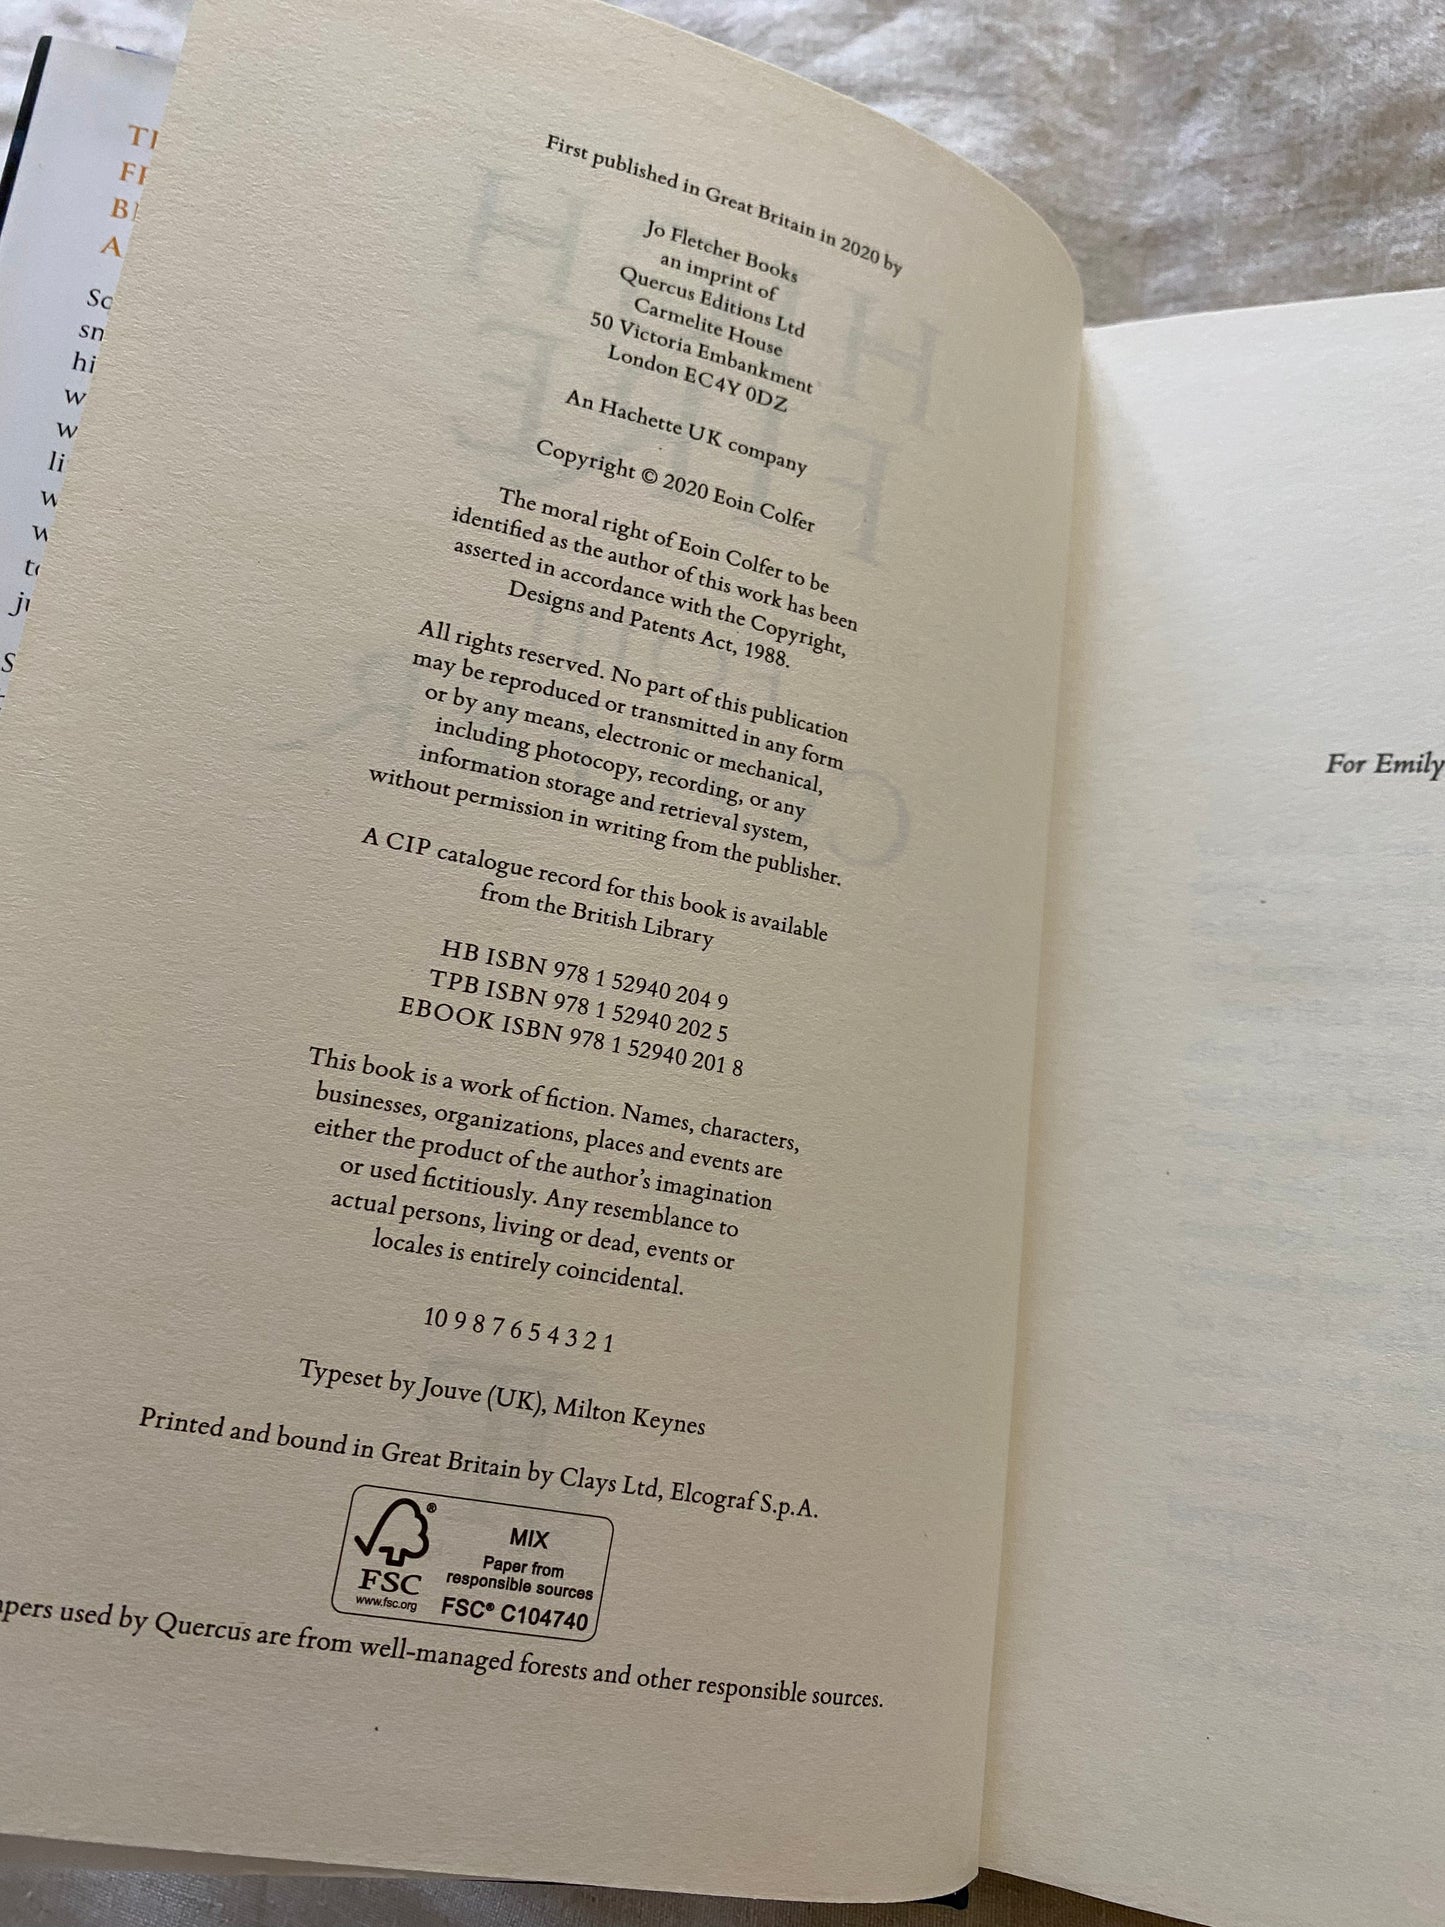 TH
FI
BE
A
So
sn
hi
w
w
li
w
w
to
ju
S
First published in Great Britain in 2020 by
Jo Fletcher Books
an imprint of
Quercus Editions Ltd
Carmelite House
50 Victoria Embankment
London EC4Y 0DZ
An Hachette UK company
Copyright © 2020 Eoin Colfer
The moral right of Eoin Colfer to be
identified as the author of this work has been
asserted in accordance with the Copyright,
Designs and Patents Act, 1988.
All rights reserved. No part of this publication
may be reproduced or transmitted in any form
or by any means, electronic or mechanical,
including photocopy, recording, or any
information storage and retrieval system,
without permission in writing from the publisher.
A CIP catalogue record for this book is available
from the British Library
HB ISBN 978 1 52940 204 9
TPB ISBN 978 1 52940 202 5
EBOOK ISBN 978 1 52940 201 8
This book is a work of fiction. Names, characters,
businesses, organizations, places and events are
either the product of the author's imagination
or used fictitiously. Any resemblance to
actual persons, living or dead, events or
locales is entirely coincidental.
10 9 8 7 6 5 4 3 2 1
Typeset by Jouve (UK), Milton Keynes
Printed and bound in Great Britain by Clays Ltd, Elcograf S.p.A.
FSC®
www.fsc.org
MIX
Paper from
responsible sources
FSC® C104740
pers used by Quercus are from well-managed forests and other responsible sources.
For Emily